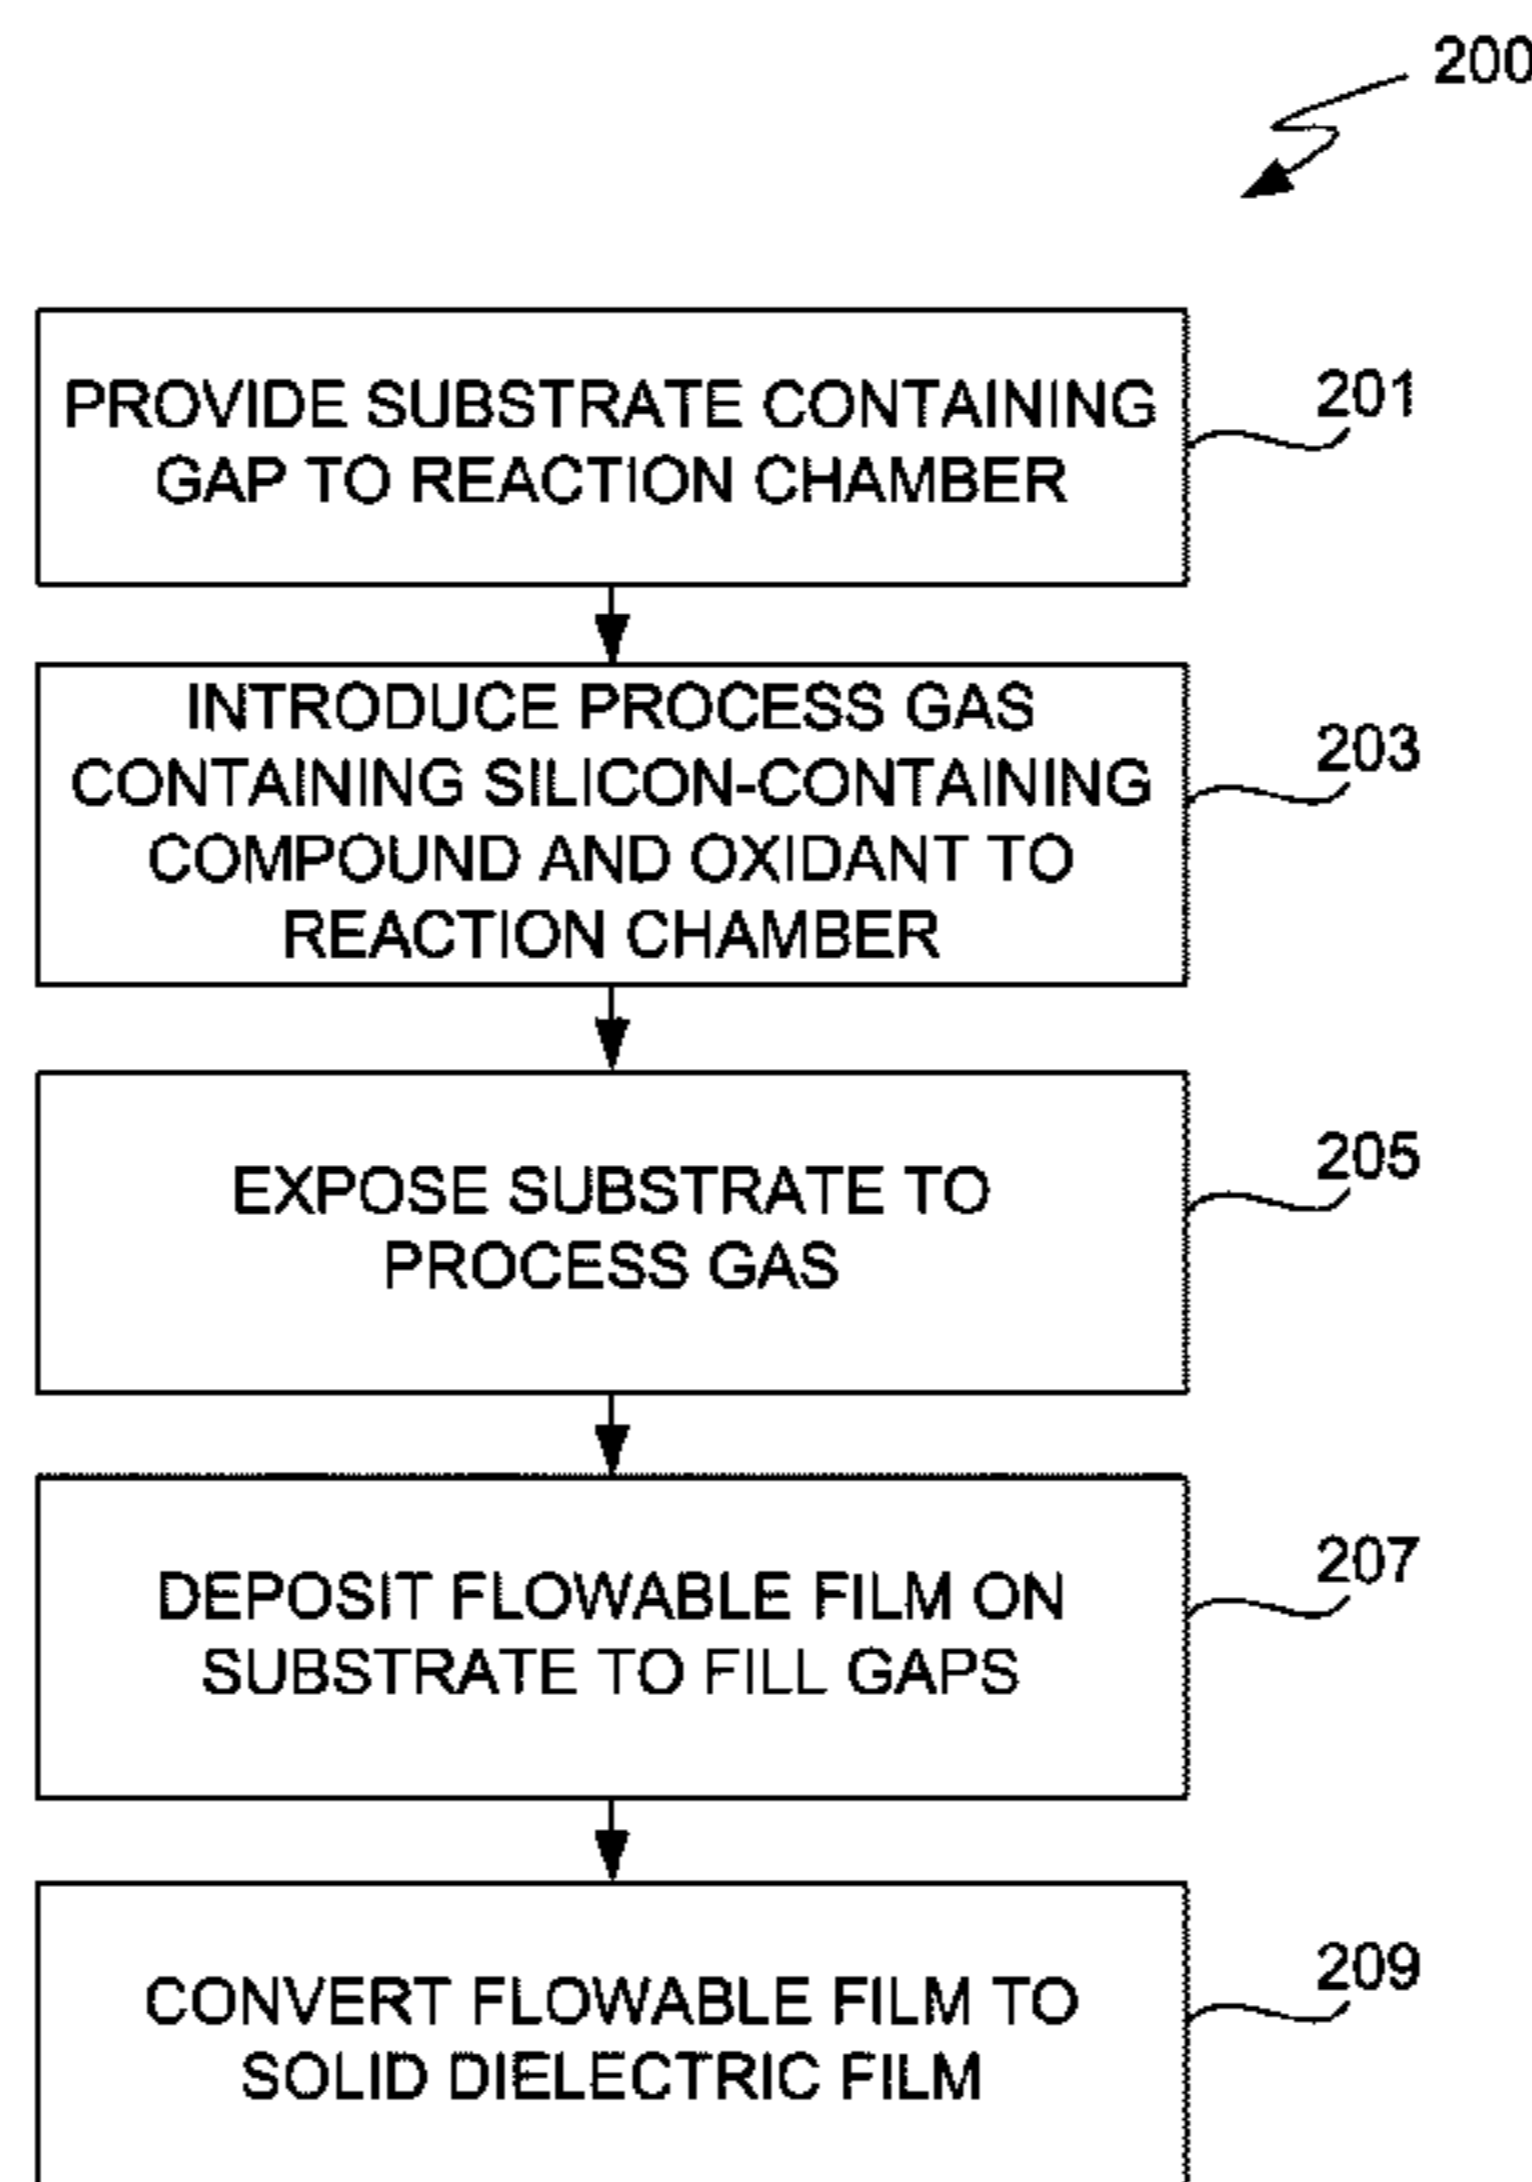 200
PROVIDE SUBSTRATE CONTAINING
GAP TO REACTION CHAMBER
201
INTRODUCE PROCESS GAS
CONTAINING SILICON-CONTAINING
COMPOUND AND OXIDANT TO
REACTION CHAMBER
203
EXPOSE SUBSTRATE TO
PROCESS GAS
205
DEPOSIT FLOWABLE FILM ON
SUBSTRATE TO FILL GAPS
207
CONVERT FLOWABLE FILM TO
SOLID DIELECTRIC FILM
209